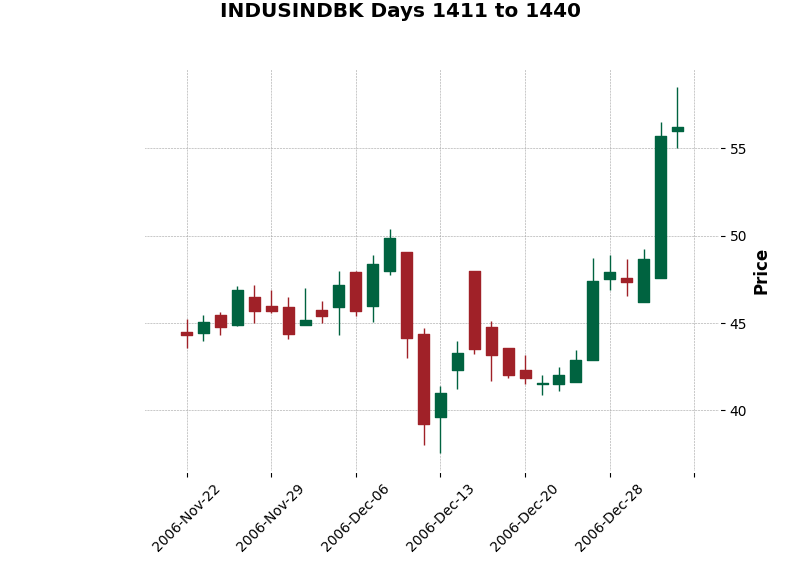 INDUSINDBK Days 1411 to 1440
55
50
45
40
Price
2006-Nov-22
2006-Nov-29
2006-Dec-06
2006-Dec-13
2006-Dec-20
2006-Dec-28